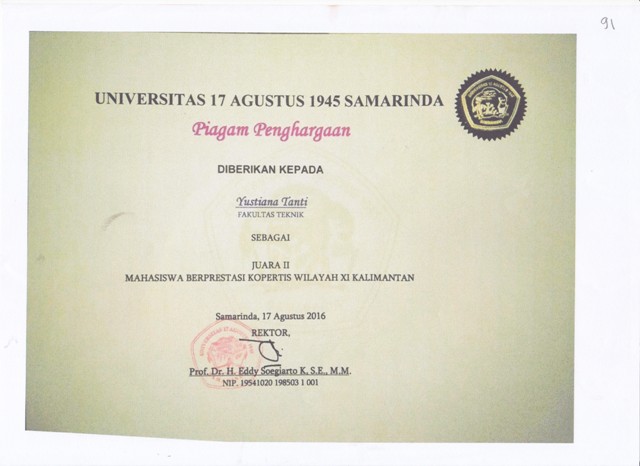 91
UNIVERSITAS 17 AGUSTUS 1945 SAMARINDA
Piagam Penghargaan
DIBERIKAN KEPADA
Yustiana Tanti
FAKULTAS TEKNIK
SEBAGAI
JUARA II
MAHASISWA BERPRESTASI KOPERTIS WILAYAH XI KALIMANTAN
Samarinda, 17 Agustus 2016
REKTOR,
Prof. Dr. H. Eddy Soegiarto K, S.E., M.M.
NIP. 19541020 198503 1 001